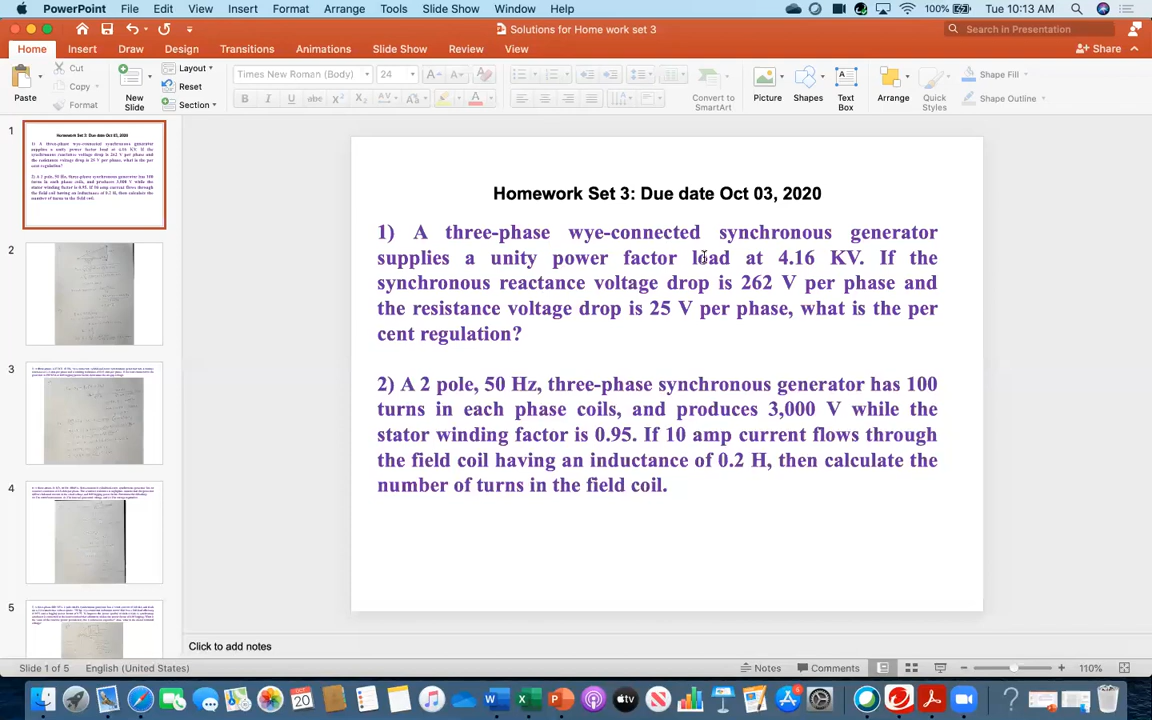 PowerPoint File Edit View Insert Format Arrange Tools Slide Show Window Help 100% Tue 10:13 AM
Solutions for Home work set 3 Search in Presentation
Home Insert Draw Design Transitions Animations Slide Show Review View Share
Paste Cut Copy Format New Slide Layout Reset Section Times New Roman (Body) 24 Convert to SmartArt Picture Shapes Text Box Arrange Quick Styles Shape Fill Shape Outline
1
2
3
4
5
Homework Set 3: Due date Oct 03, 2020
1) A three-phase wye-connected synchronous generator
supplies a unity power factor load at 4.16 KV. If the
synchronous reactance voltage drop is 262 V per phase and
the resistance voltage drop is 25 V per phase, what is the per
cent regulation?
2) A 2 pole, 50 Hz, three-phase synchronous generator has 100
turns in each phase coils, and produces 3,000 V while the
stator winding factor is 0.95. If 10 amp current flows through
the field coil having an inductance of 0.2 H, then calculate the
number of turns in the field coil.
Click to add notes
Slide 1 of 5 English (United States) Notes Comments 110%